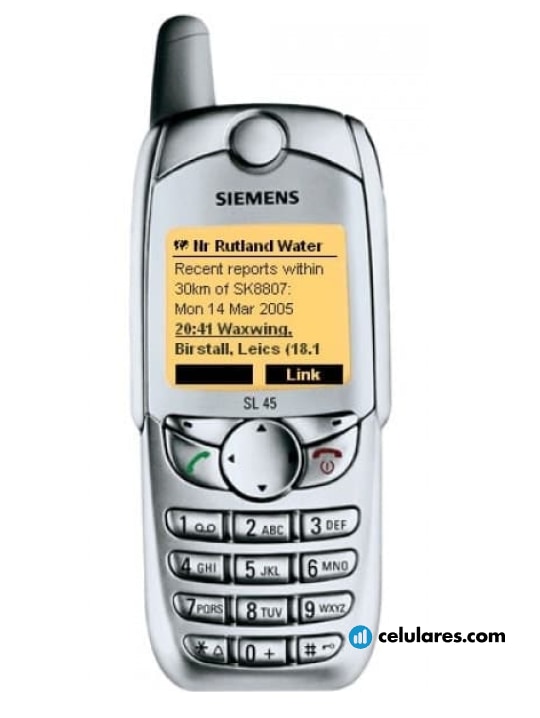 SIEMENS
Nr Rutland Water
Recent reports within
30km of SK8807:
Mon 14 Mar 2005
20:41 Waxwing,
Birstall, Leics (18.1
Link
SL 45
1
2 ABC
3 DEF
4 GHI
5 JKL
6 MNO
7 PQRS
8 TUV
9 WXYZ
* 0 + #
celulares.com